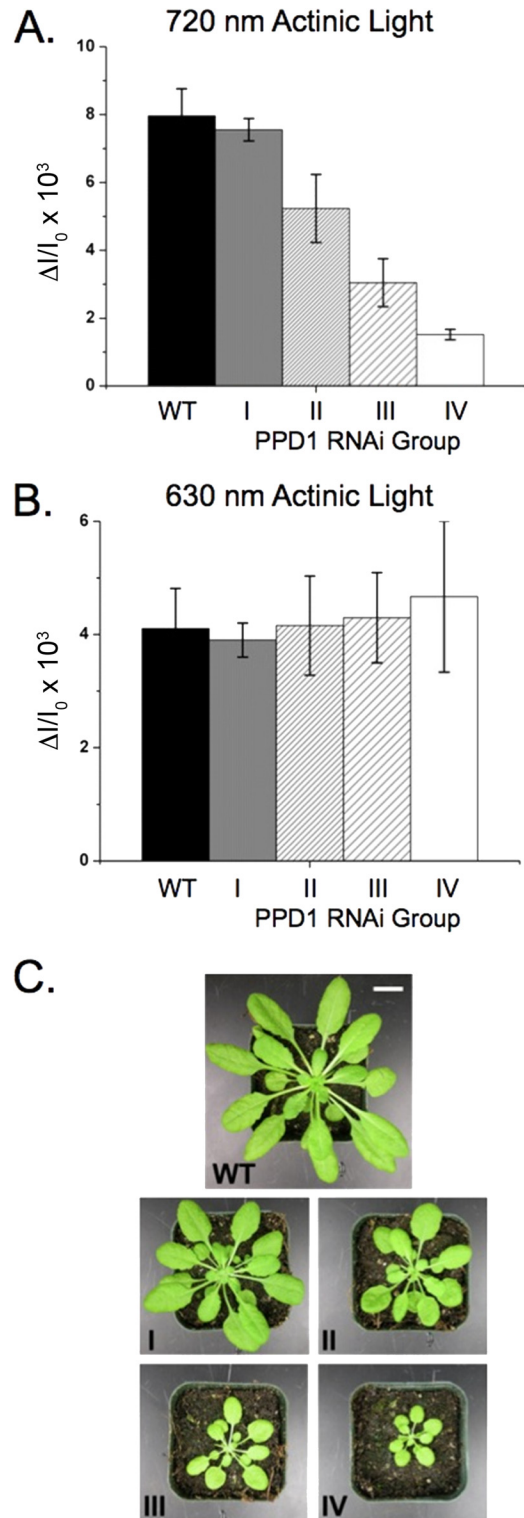 A.
720 nm Actinic Light
ΔI/I₀ x 10³
10
8
6
4
2
0
WT I II III IV
PPD1 RNAi Group
B.
630 nm Actinic Light
ΔI/I₀ x 10³
6
4
2
0
WT I II III IV
PPD1 RNAi Group
C.
WT
I II
III IV